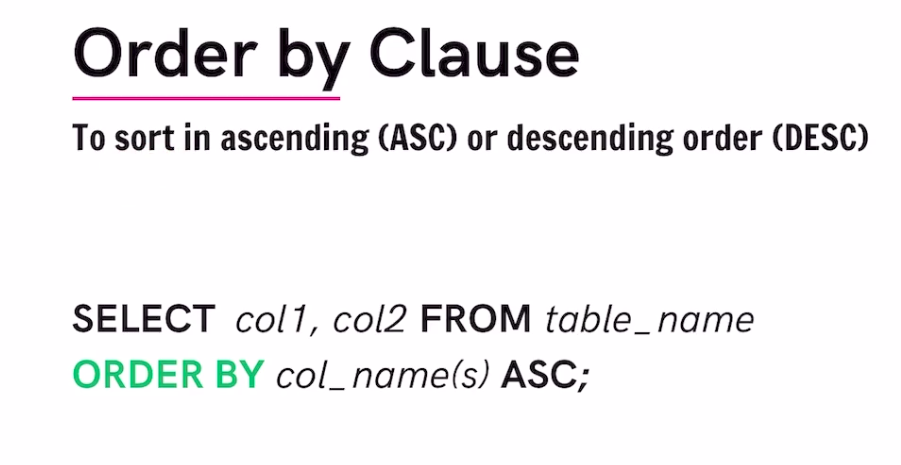 Order by Clause
To sort in ascending (ASC) or descending order (DESC)
SELECT col1, col2 FROM table_name
ORDER BY col_name(s) ASC;